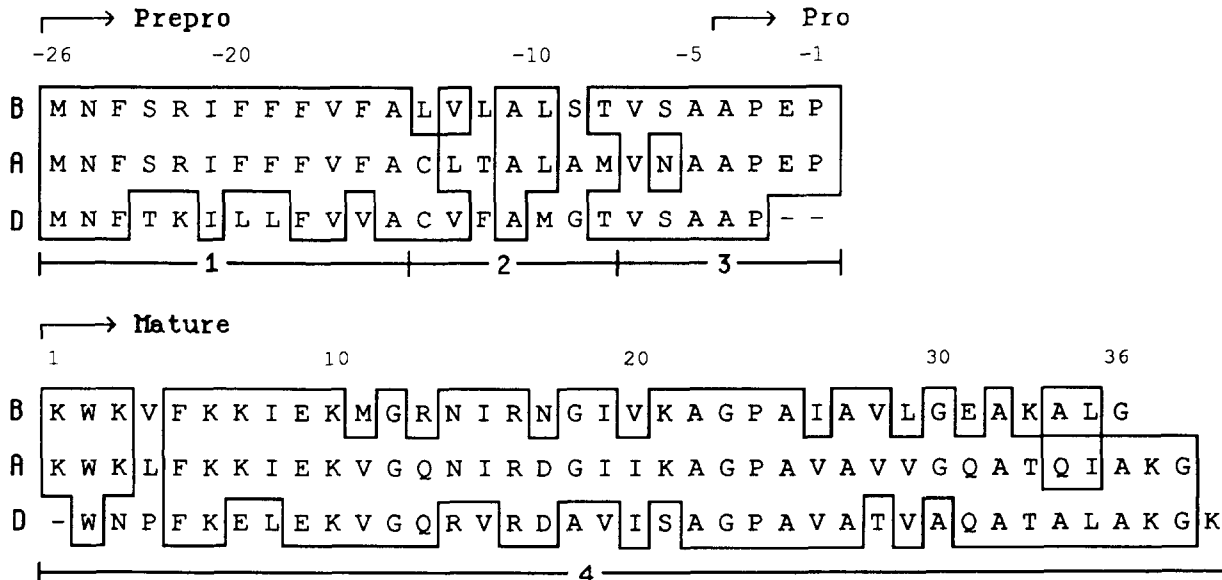 Prepro Pro
-26 -20 -10 -5 -1
B M N F S R I F F F V F A L V L A L S T V S A A P E P
A M N F S R I F F F V F A C L T A L A M V N A A P E P
D M N F T K I L L F V V A C V F A M G T V S A A P - -
1 2 3
Mature
1 10 20 30 36
B K W K V F K K I E K M G R N I R N G I V K A G P A I A V L G E A K A L G
A K W K L F K K I E K V G Q N I R D G I I K A G P A V A V V G Q A T Q I A K G
D - W N P F K E L E K V G Q R V R D A V I S A G P A V A T V A Q A T A L A K G K
4